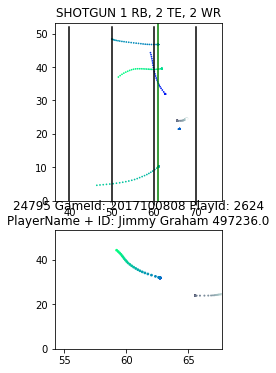 SHOTGUN 1 RB, 2 TE, 2 WR
50
40
30
20
10
0
40 50 60 70
24795 GameId: 2017100808 PlayId: 2624
PlayerName + ID: Jimmy Graham 497236.0
40
20
0
55 60 65